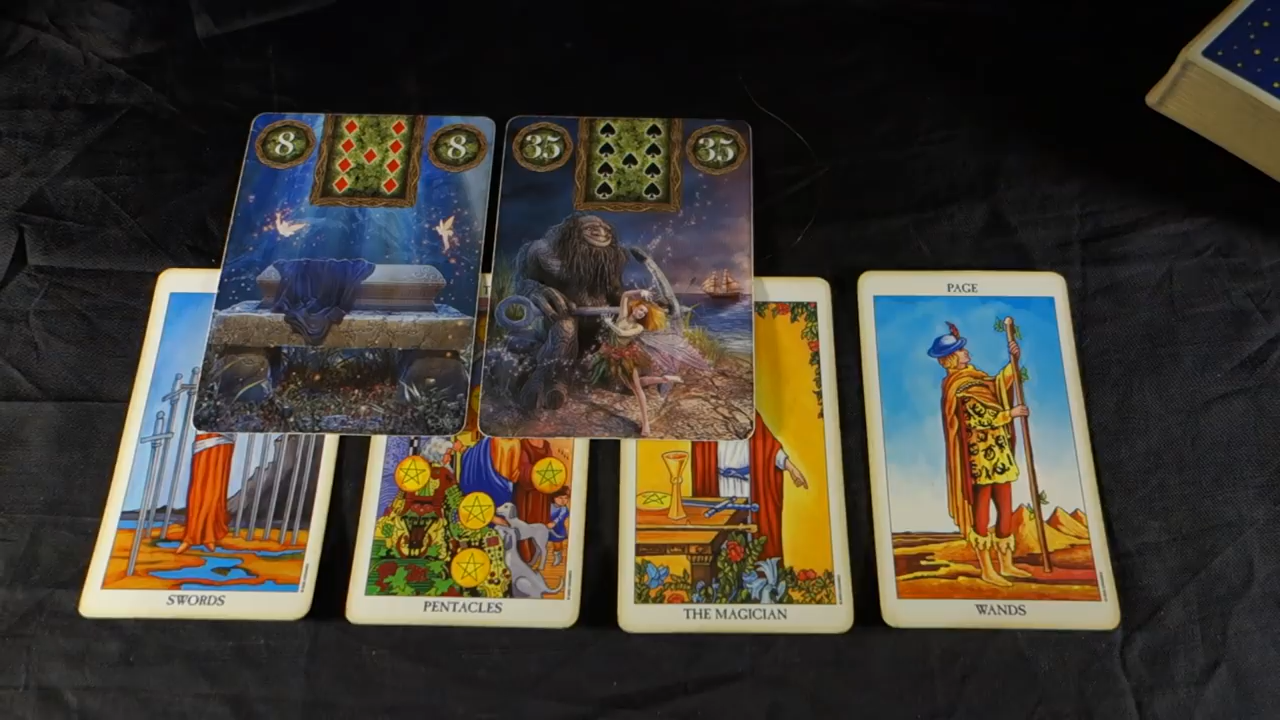 8 8
35 35
PAGE
SWORDS
PENTACLES
THE MAGICIAN
WANDS